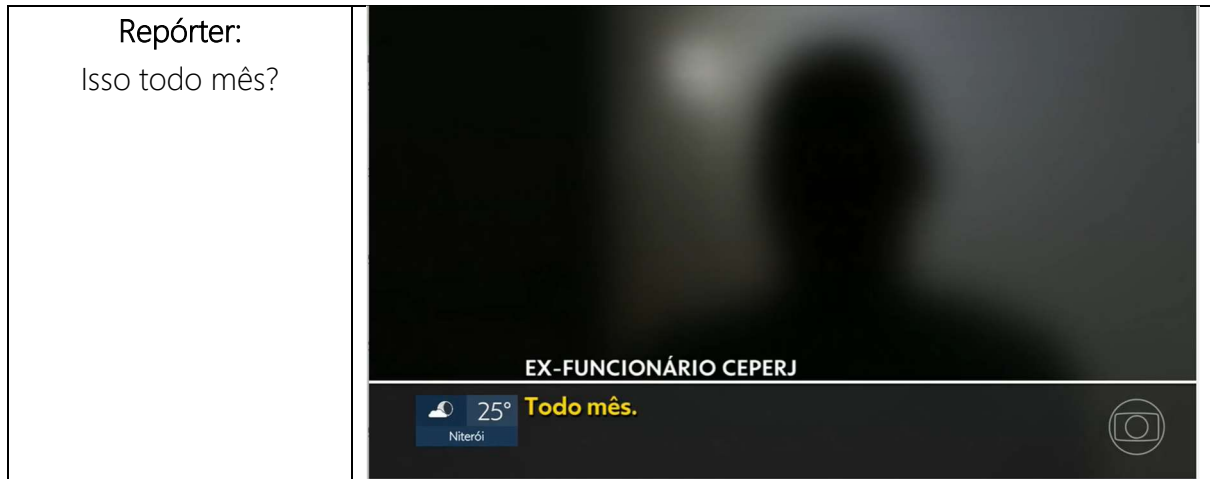 Repórter:
Isso todo mês?
EX-FUNCIONÁRIO CEPERJ
25° Todo mês.
Niterói